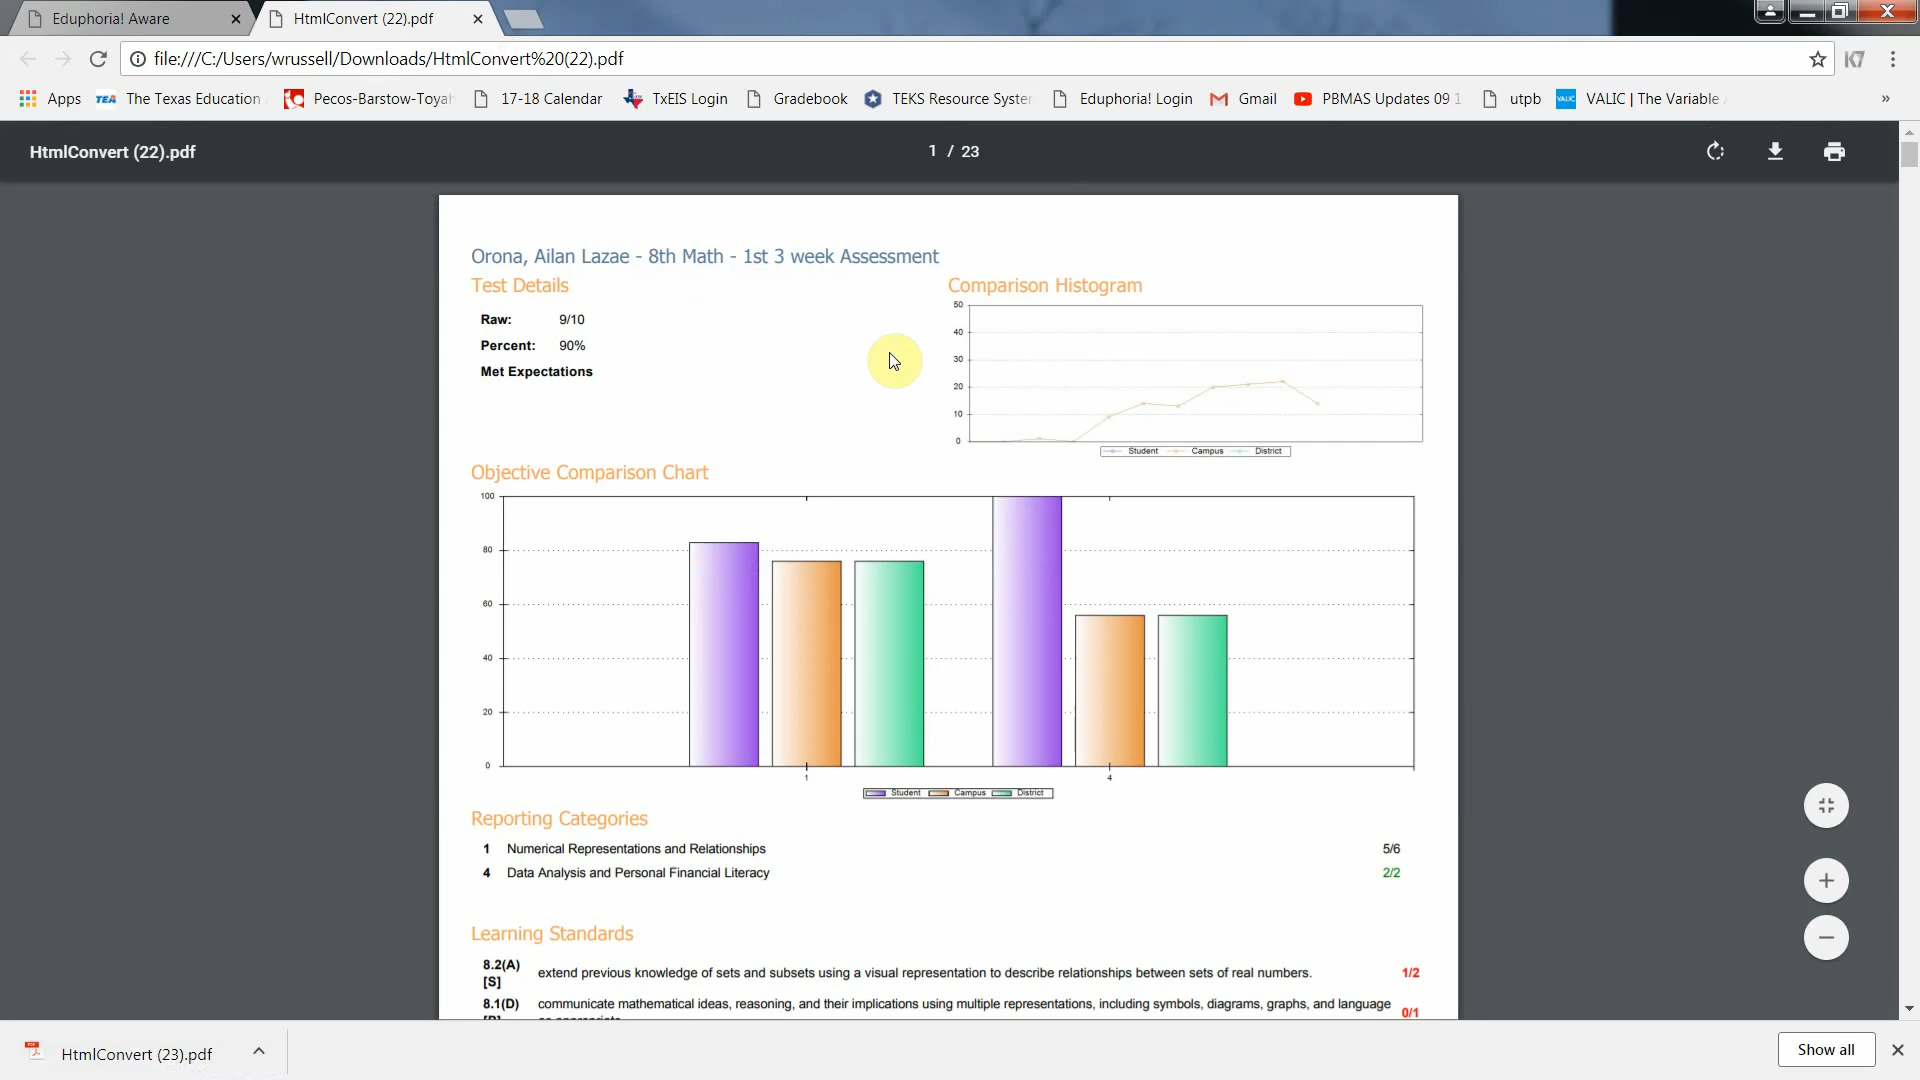 Eduphoria! Aware
HtmlConvert (22).pdf
file:///C:/Users/wrussell/Downloads/HtmlConvert%20(22).pdf
Apps TEA The Texas Education Pecos-Barstow-Toyah 17-18 Calendar TxEIS Login Gradebook TEKS Resource System Eduphoria! Login Gmail PBMAS Updates 09 1 utpb VALIC VALIC | The Variable
HtmlConvert (22).pdf
1 / 23
Orona, Ailan Lazae - 8th Math - 1st 3 week Assessment
Test Details
Raw: 9/10
Percent: 90%
Met Expectations
Comparison Histogram
50
40
30
20
10
0
Student Campus District
Objective Comparison Chart
100
80
60
40
20
0
1 4
Student Campus District
Reporting Categories
1 Numerical Representations and Relationships 5/6
4 Data Analysis and Personal Financial Literacy 2/2
Learning Standards
8.2(A) [S] extend previous knowledge of sets and subsets using a visual representation to describe relationships between sets of real numbers. 1/2
8.1(D) communicate mathematical ideas, reasoning, and their implications using multiple representations, including symbols, diagrams, graphs, and language 0/1
HtmlConvert (23).pdf
Show all